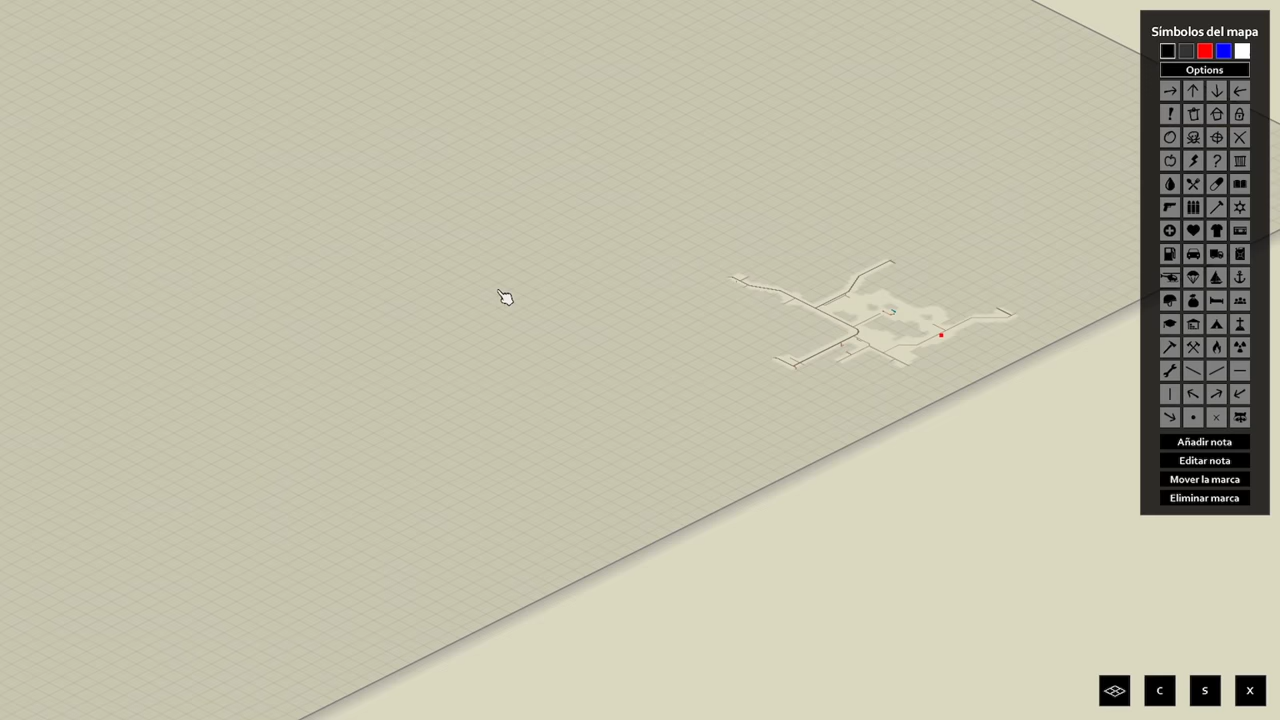 Símbolos del mapa
Options
Añadir nota
Editar nota
Mover la marca
Eliminar marca
C
S
X